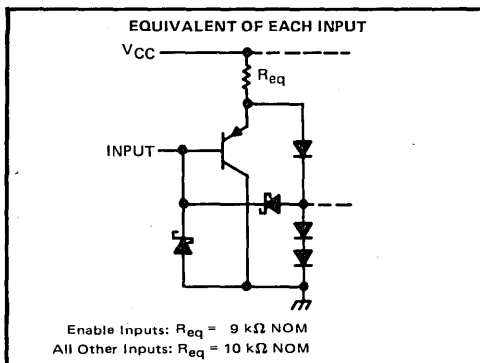 EQUIVALENT OF EACH INPUT
VCC
Req
INPUT
Enable Inputs: Req = 9 kΩ NOM
All Other Inputs: Req = 10 kΩ NOM